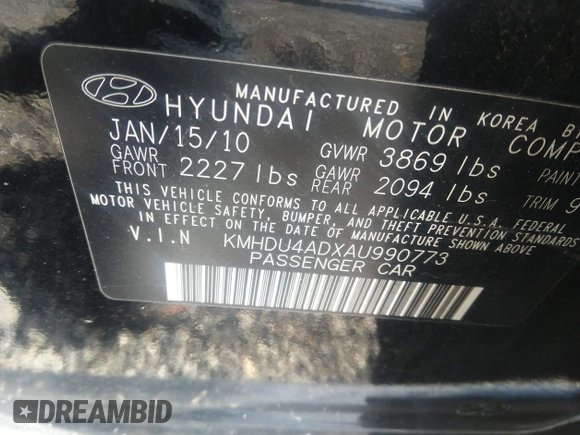 MANUFACTURED IN KOREA
HYUNDAI MOTOR
JAN/15/10 GVWR 3869 lbs
GAWR FRONT 2227 lbs GAWR REAR 2094 lbs TRIM
THIS VEHICLE CONFORMS TO ALL APPLICABLE U.S.A. FEDERAL
MOTOR VEHICLE SAFETY, BUMPER, AND THEFT PREVENTION STANDARDS
IN EFFECT ON THE DATE OF MANUFACTURE SHOWN ABOVE
V.I.N KMHDU4ADXAU990773
PASSENGER CAR
DREAMBID